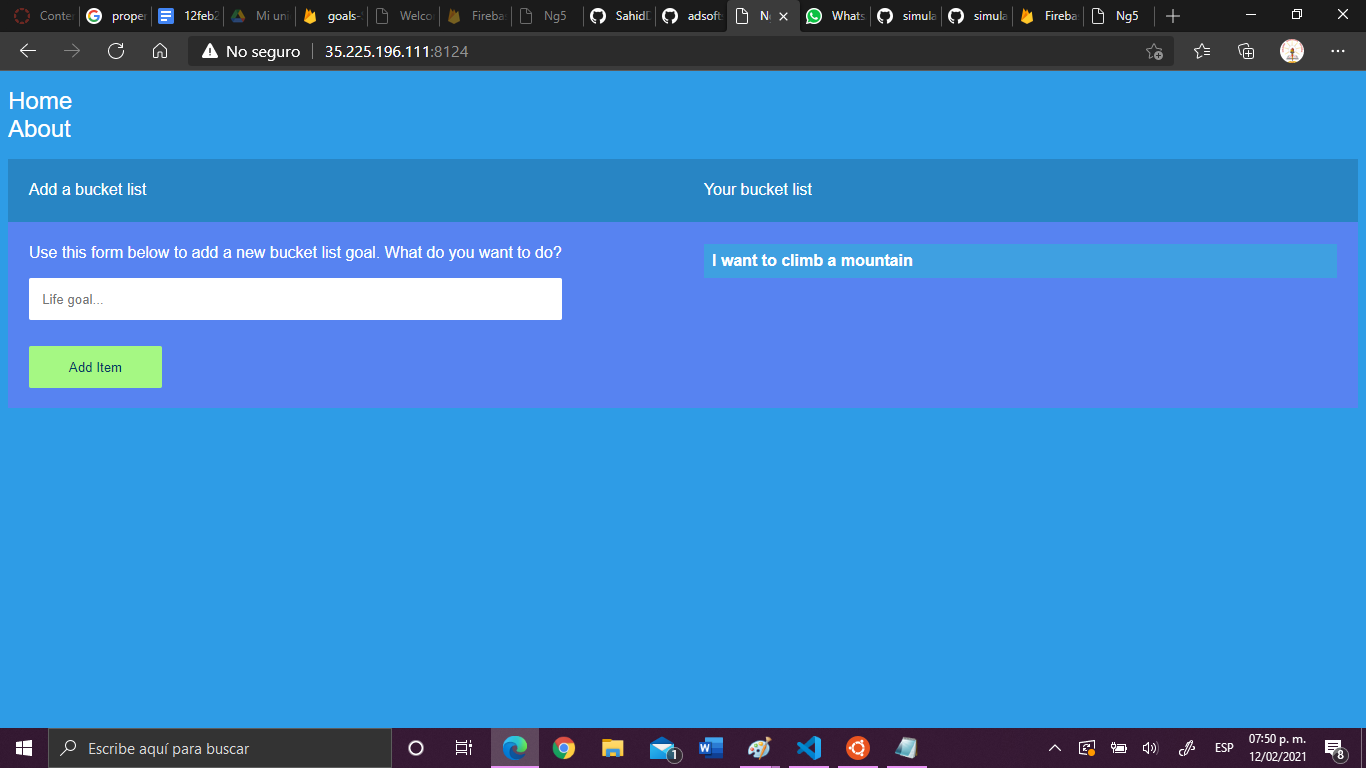 Conter
proper
12feb2
Mi uni
goals-
Welco
Fireba
Ng5
SahidD
adsoft
N
Whats
simula
simula
Fireba
Ng5
No seguro
35.225.196.111:8124
Home
About
Add a bucket list
Your bucket list
Use this form below to add a new bucket list goal. What do you want to do?
I want to climb a mountain
Life goal...
Add Item
Escribe aquí para buscar
1
ESP
07:50 p. m.
12/02/2021
8